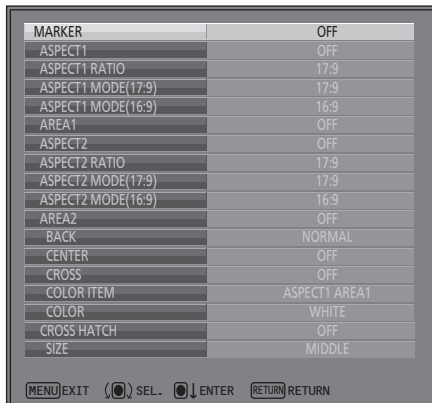 MARKER OFF
ASPECT1 OFF
ASPECT1 RATIO 17:9
ASPECT1 MODE(17:9) 17:9
ASPECT1 MODE(16:9) 16:9
AREA1 OFF
ASPECT2 OFF
ASPECT2 RATIO 17:9
ASPECT2 MODE(17:9) 17:9
ASPECT2 MODE(16:9) 16:9
AREA2 OFF
BACK NORMAL
CENTER OFF
CROSS OFF
COLOR ITEM ASPECT1 AREA1
COLOR WHITE
CROSS HATCH OFF
SIZE MIDDLE
MENU EXIT SEL. ENTER RETURN RETURN